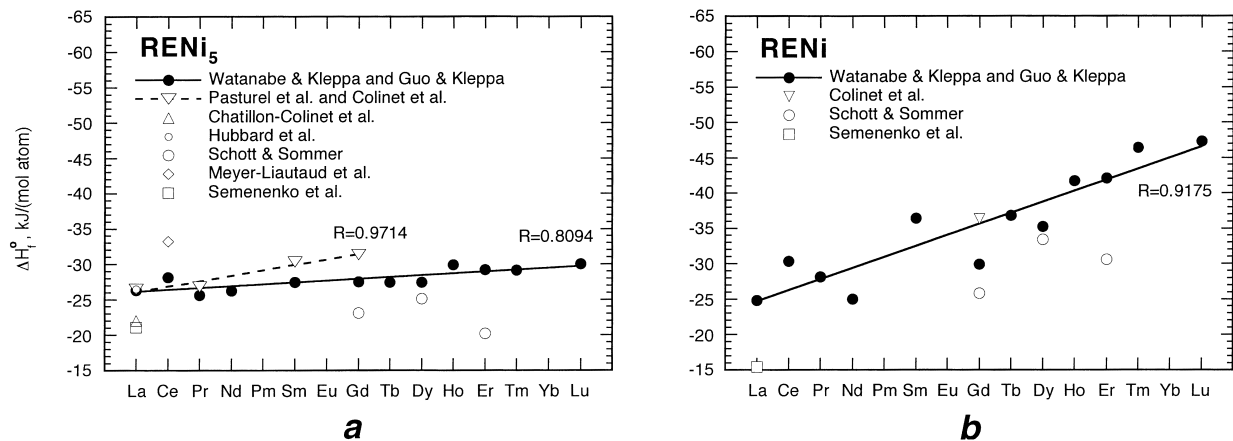 RENi5
Watanabe & Kleppa and Guo & Kleppa
Pasturel et al. and Colinet et al.
Chatillon-Colinet et al.
Hubbard et al.
Schott & Sommer
Meyer-Liautaud et al.
Semenenko et al.
R=0.9714
R=0.8094
-65
-60
-55
-50
-45
-40
-35
-30
-25
-20
-15
ΔH°f, kJ/(mol atom)
La Ce Pr Nd Pm Sm Eu Gd Tb Dy Ho Er Tm Yb Lu
a
RENi
Watanabe & Kleppa and Guo & Kleppa
Colinet et al.
Schott & Sommer
Semenenko et al.
R=0.9175
-65
-60
-55
-50
-45
-40
-35
-30
-25
-20
-15
La Ce Pr Nd Pm Sm Eu Gd Tb Dy Ho Er Tm Yb Lu
b